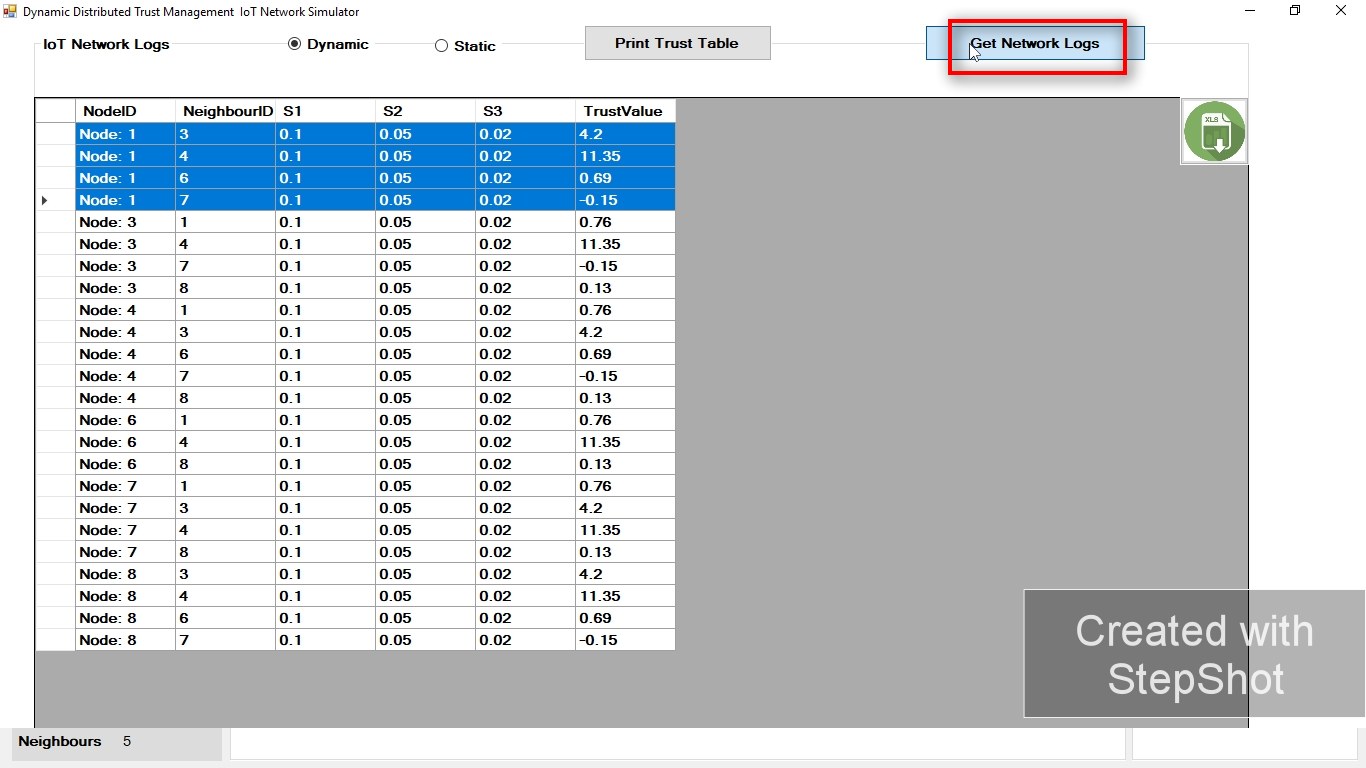 Dynamic Distributed Trust Management IoT Network Simulator
IoT Network Logs Dynamic Static Print Trust Table Get Network Logs
NodeID NeighbourID S1 S2 S3 TrustValue
Node: 1 3 0.1 0.05 0.02 4.2
Node: 1 4 0.1 0.05 0.02 11.35
Node: 1 6 0.1 0.05 0.02 0.69
Node: 1 7 0.1 0.05 0.02 -0.15
Node: 3 1 0.1 0.05 0.02 0.76
Node: 3 4 0.1 0.05 0.02 11.35
Node: 3 7 0.1 0.05 0.02 -0.15
Node: 3 8 0.1 0.05 0.02 0.13
Node: 4 1 0.1 0.05 0.02 0.76
Node: 4 3 0.1 0.05 0.02 4.2
Node: 4 6 0.1 0.05 0.02 0.69
Node: 4 7 0.1 0.05 0.02 -0.15
Node: 4 8 0.1 0.05 0.02 0.13
Node: 6 1 0.1 0.05 0.02 0.76
Node: 6 4 0.1 0.05 0.02 11.35
Node: 6 8 0.1 0.05 0.02 0.13
Node: 7 1 0.1 0.05 0.02 0.76
Node: 7 3 0.1 0.05 0.02 4.2
Node: 7 4 0.1 0.05 0.02 11.35
Node: 7 8 0.1 0.05 0.02 0.13
Node: 8 3 0.1 0.05 0.02 4.2
Node: 8 4 0.1 0.05 0.02 11.35
Node: 8 6 0.1 0.05 0.02 0.69
Node: 8 7 0.1 0.05 0.02 -0.15
XLS
Created with
StepShot
Neighbours 5